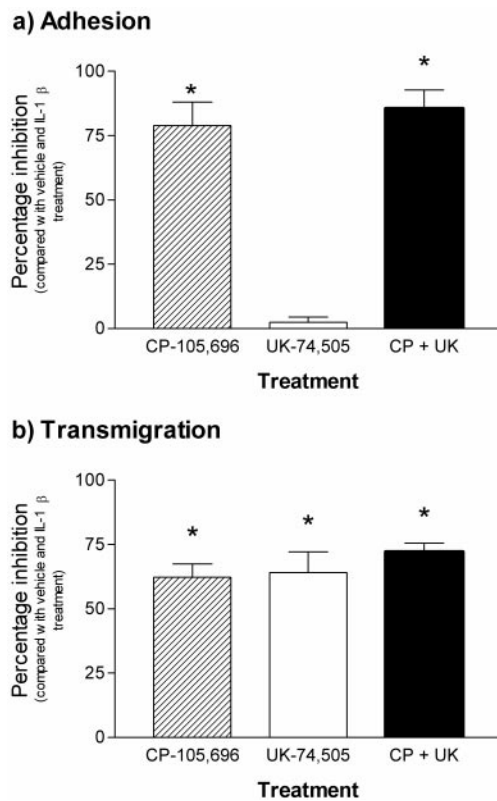 a) Adhesion
Percentage inhibition
(compared with vehicle and IL-1 β
treatment)
100
75
50
25
0
*
*
CP-105,696
UK-74,505
CP + UK
Treatment
b) Transmigration
Percentage inhibition
(compared with vehicle and IL-1 β
treatment)
100
75
50
25
0
*
*
*
CP-105,696
UK-74,505
CP + UK
Treatment